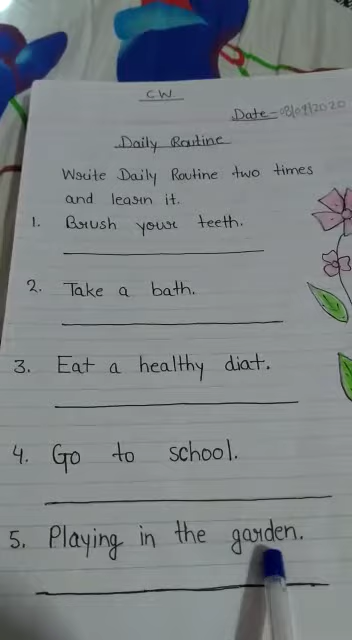 CW
Date - 08/09/2020
Daily Routine
Write Daily Routine two times
and learn it.
1. Brush your teeth.
2. Take a bath.
3. Eat a healthy diat.
4. Go to school.
5. Playing in the garden.